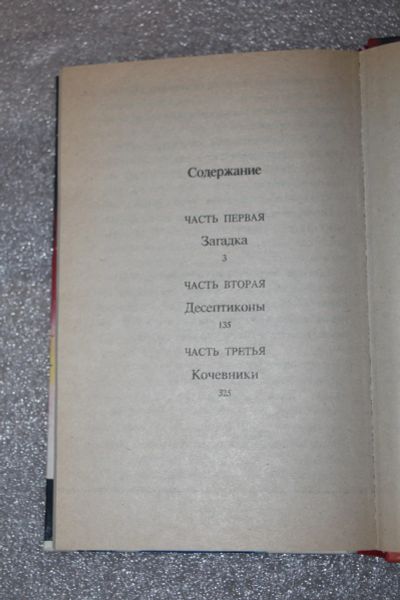 Содержание
ЧАСТЬ ПЕРВАЯ
Загадка
3
ЧАСТЬ ВТОРАЯ
Десептиконы
135
ЧАСТЬ ТРЕТЬЯ
Кочевники
325